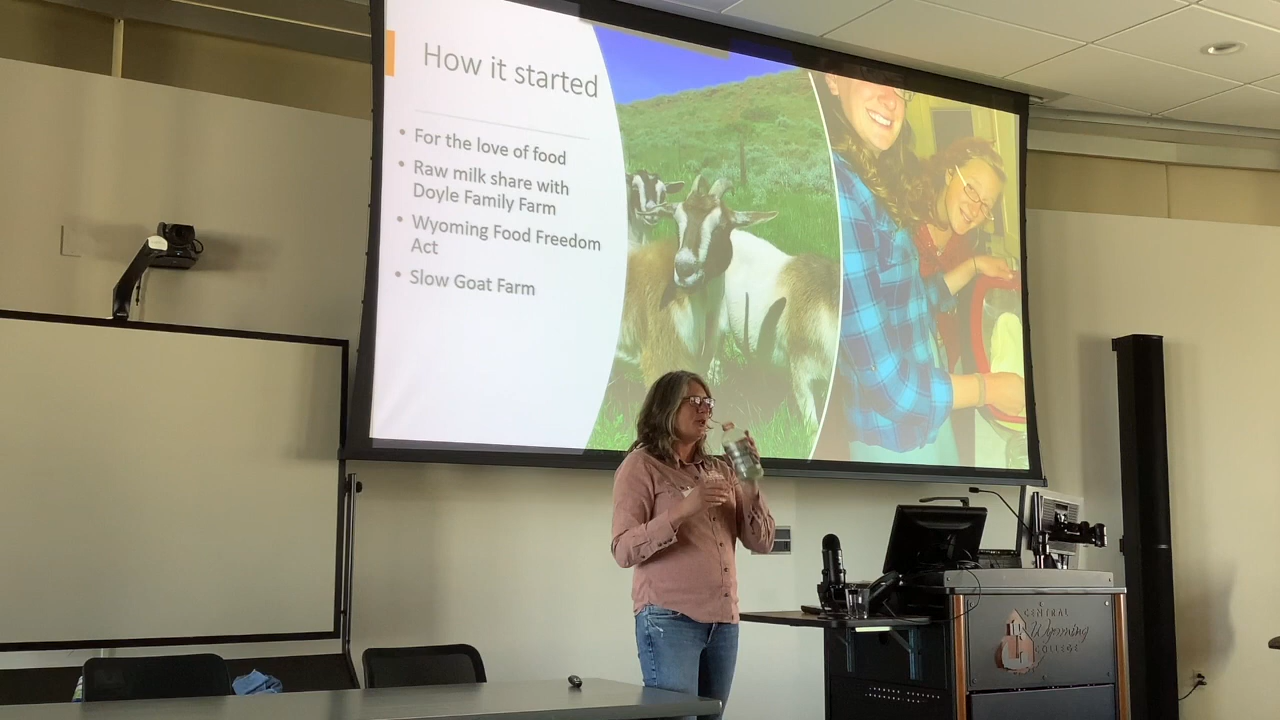 How it started
For the love of food
Raw milk share with
Doyle Family Farm
Wyoming Food Freedom
Act
Slow Goat Farm
CENTRAL
Wyoming
COLLEGE